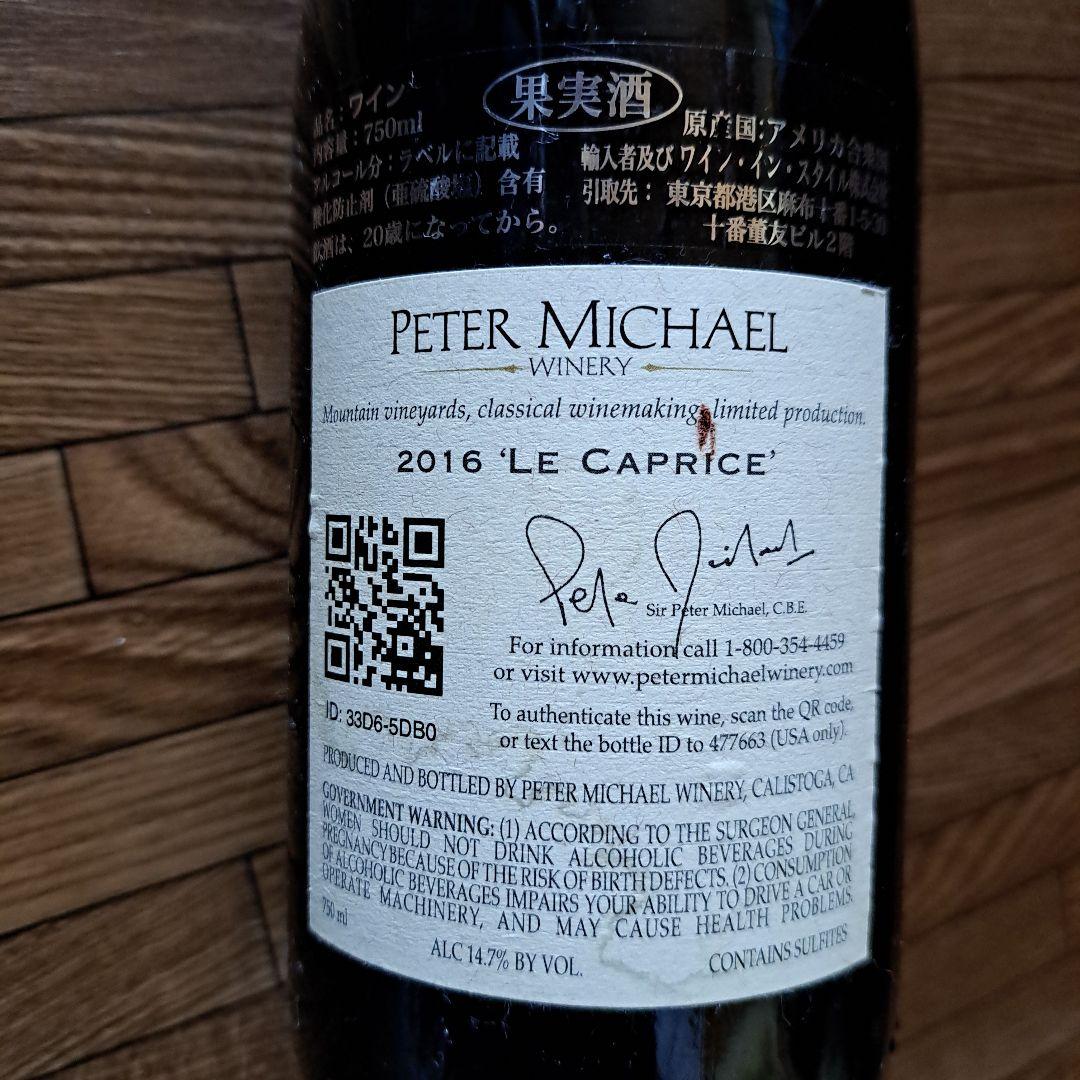 果実酒
品名：ワイン
内容量：750ml
アルコール分：ラベルに記載
酸化防止剤（亜硫酸塩）含有
飲酒は、20歳になってから。
原産国：アメリカ合衆国
輸入者及び ワイン・イン・スタイル株式会社
引取先： 東京都港区麻布十番1-5-30
十番董友ビル2階
PETER MICHAEL
WINERY
Mountain vineyards, classical winemaking, limited production.
2016 'LE CAPRICE'
Peter Michael
Sir Peter Michael, C.B.E.
For information call 1-800-354-4459
or visit www.petermichaelwinery.com
ID: 33D6-5DB0
To authenticate this wine, scan the QR code,
or text the bottle ID to 477663 (USA only).
PRODUCED AND BOTTLED BY PETER MICHAEL WINERY, CALISTOGA, CA
GOVERNMENT WARNING: (1) ACCORDING TO THE SURGEON GENERAL,
WOMEN SHOULD NOT DRINK ALCOHOLIC BEVERAGES DURING
PREGNANCY BECAUSE OF THE RISK OF BIRTH DEFECTS. (2) CONSUMPTION
OF ALCOHOLIC BEVERAGES IMPAIRS YOUR ABILITY TO DRIVE A CAR OR
OPERATE MACHINERY, AND MAY CAUSE HEALTH PROBLEMS.
750 ml
ALC 14.7% BY VOL.
CONTAINS SULFITES